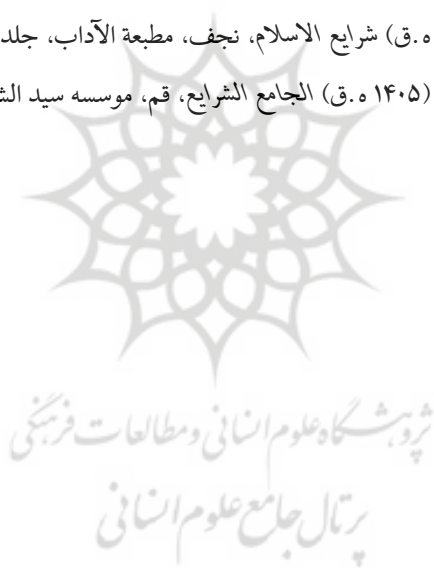 ه.ق) شرایع الاسلام، نجف، مطبعة الآداب، جلد
(۱۴۰۵ ه.ق) الجامع الشرایع، قم، موسسه سید الش
پژوهشگاه علوم انسانی و مطالعات فرهنگی
پرتال جامع علوم انسانی